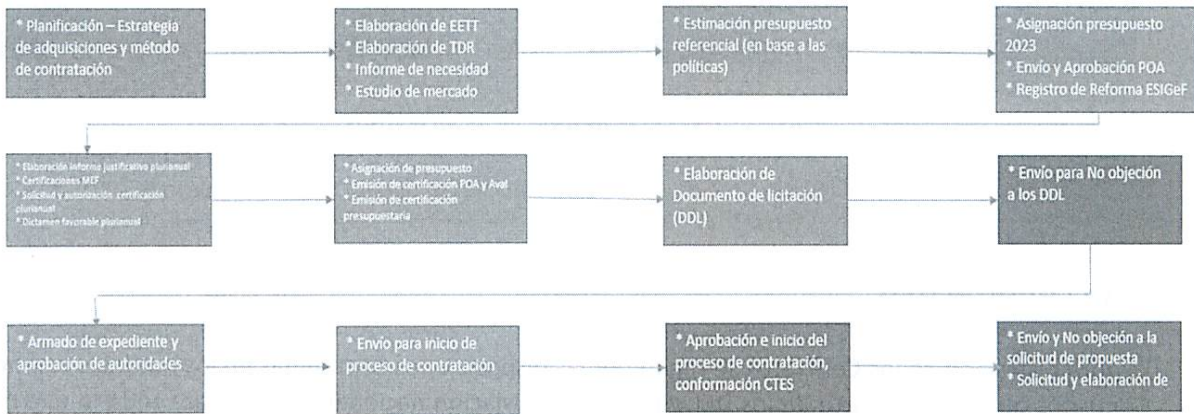 * Planificación – Estrategia
de adquisiciones y método
de contratación
* Elaboración de EETT
* Elaboración de TDR
* Informe de necesidad
* Estudio de mercado
* Estimación presupuesto
referencial (en base a las
políticas)
* Asignación presupuesto
2023
* Envío y Aprobación POA
* Registro de Reforma ESIGeF
* Elaboración informe justificativo plurianual
* Certificaciones MEF
* Solicitud y autorización certificación
plurianual
* Dictamen favorable plurianual
* Asignación de presupuesto
* Emisión de certificación POA y Aval
* Emisión de certificación
presupuestaria
* Elaboración de
Documento de licitación
(DDL)
* Envío para No objeción
a los DDL
* Armado de expediente y
aprobación de autoridades
* Envío para inicio de
proceso de contratación
* Aprobación e inicio del
proceso de contratación,
conformación CTES
* Envío y No objeción a la
solicitud de propuesta
* Solicitud y elaboración de